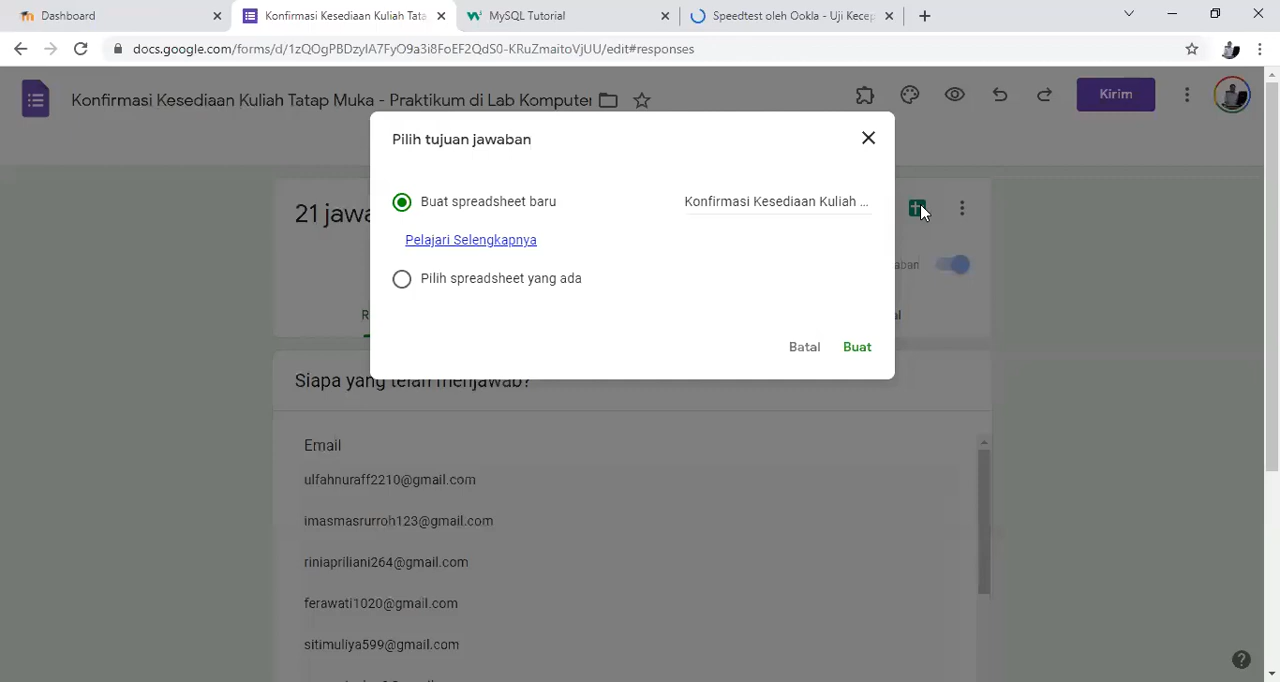 Dashboard
Konfirmasi Kesediaan Kuliah Tata
MySQL Tutorial
Speedtest oleh Ookla - Uji Kecep
docs.google.com/forms/d/1zQOgPBDzyIA7FyO9a3i8FoEF2QdS0-KRuZmaitoVjUU/edit#responses
Konfirmasi Kesediaan Kuliah Tatap Muka - Praktikum di Lab Komputer
Kirim
Pilih tujuan jawaban
Buat spreadsheet baru
Konfirmasi Kesediaan Kuliah ...
21 jawa
Pelajari Selengkapnya
Pilih spreadsheet yang ada
Batal
Buat
Siapa yang telah menjawab?
Email
ulfahnuraff2210@gmail.com
imasmasrurroh123@gmail.com
riniapriliani264@gmail.com
ferawati1020@gmail.com
sitimuliya599@gmail.com